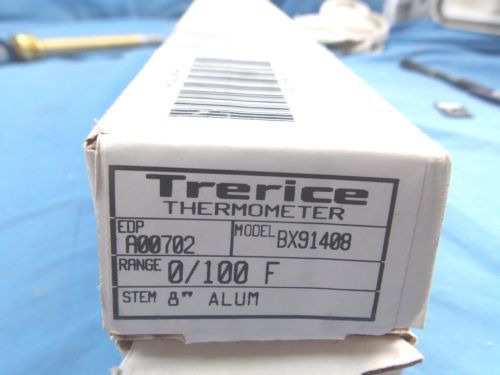 Trerice
THERMOMETER
EDP A00702 MODEL BX91408
RANGE 0/100 F
STEM 8" ALUM